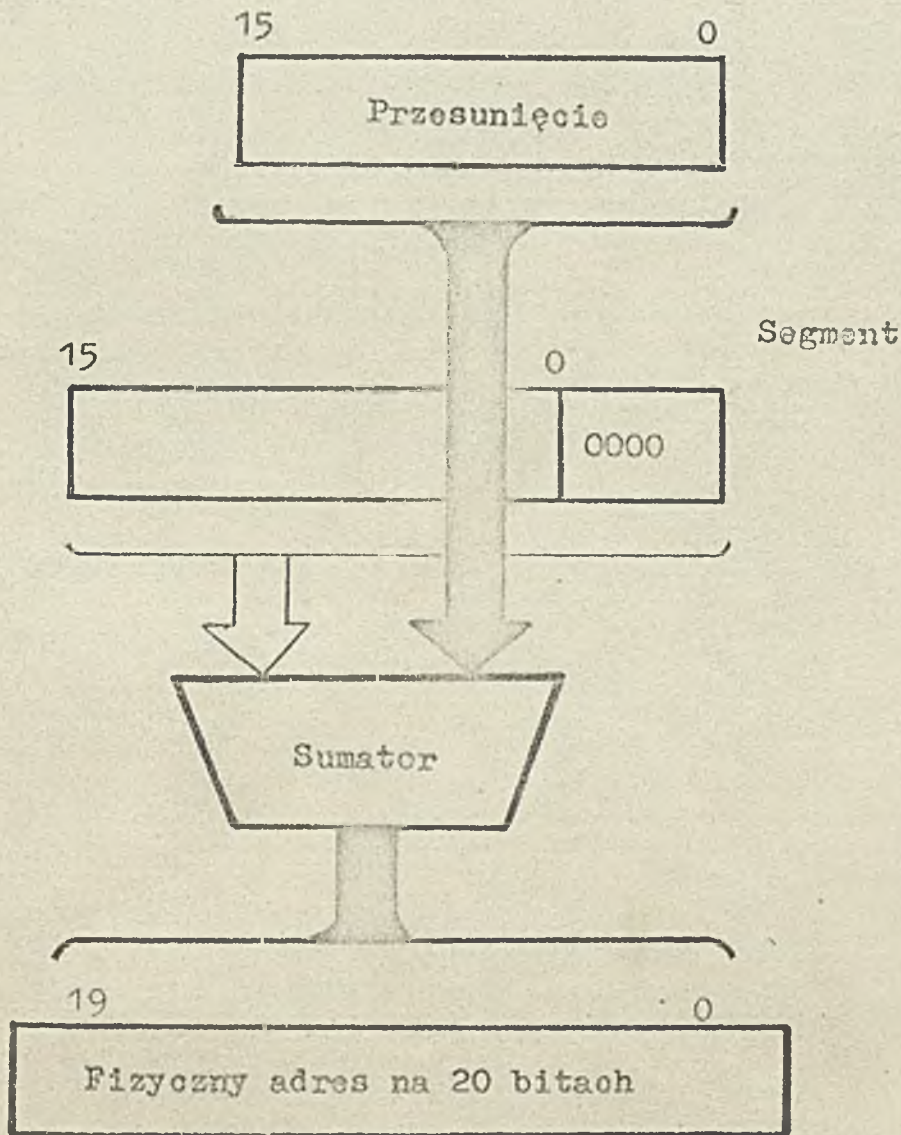 15 0
Przesunięcie
Segment
15 0
0000
Sumator
19 0
Fizyczny adres na 20 bitach